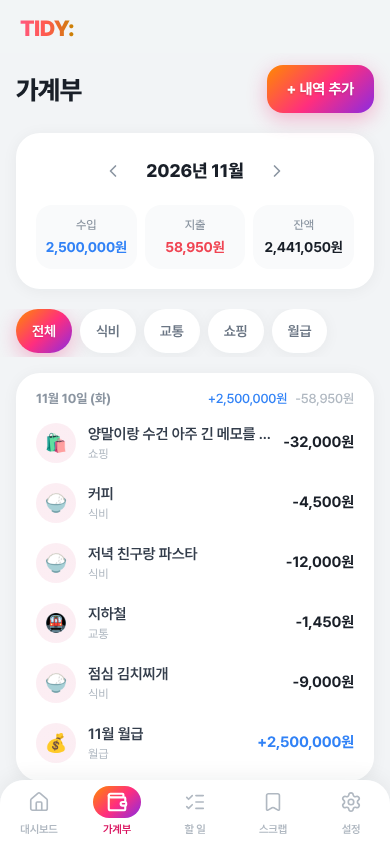 TIDY:
가계부
+ 내역 추가
2026년 11월
수입 지출 잔액
2,500,000원 58,950원 2,441,050원
전체 식비 교통 쇼핑 월급
11월 10일 (화) +2,500,000원 -58,950원
양말이랑 수건 아주 긴 메모를 ... -32,000원
쇼핑
커피 -4,500원
식비
저녁 친구랑 파스타 -12,000원
식비
지하철 -1,450원
교통
점심 김치찌개 -9,000원
식비
11월 월급 +2,500,000원
월급
대시보드 가계부 할 일 스크랩 설정